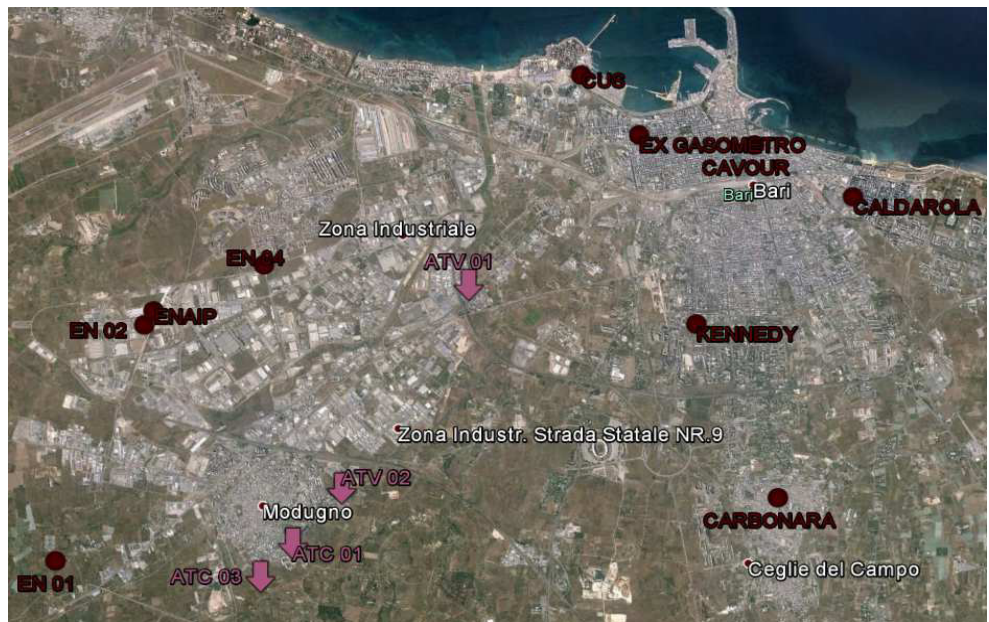 CUS
EX GASOMETRO
CAVOUR
Bari Bari
CALDAROLA
Zona Industriale
EN 04
ATV 01
EN 02
ENAIP
KENNEDY
Zona Industr. Strada Statale NR.9
ATV 02
Modugno
CARBONARA
ATC 01
ATC 03
Ceglie del Campo
EN 01